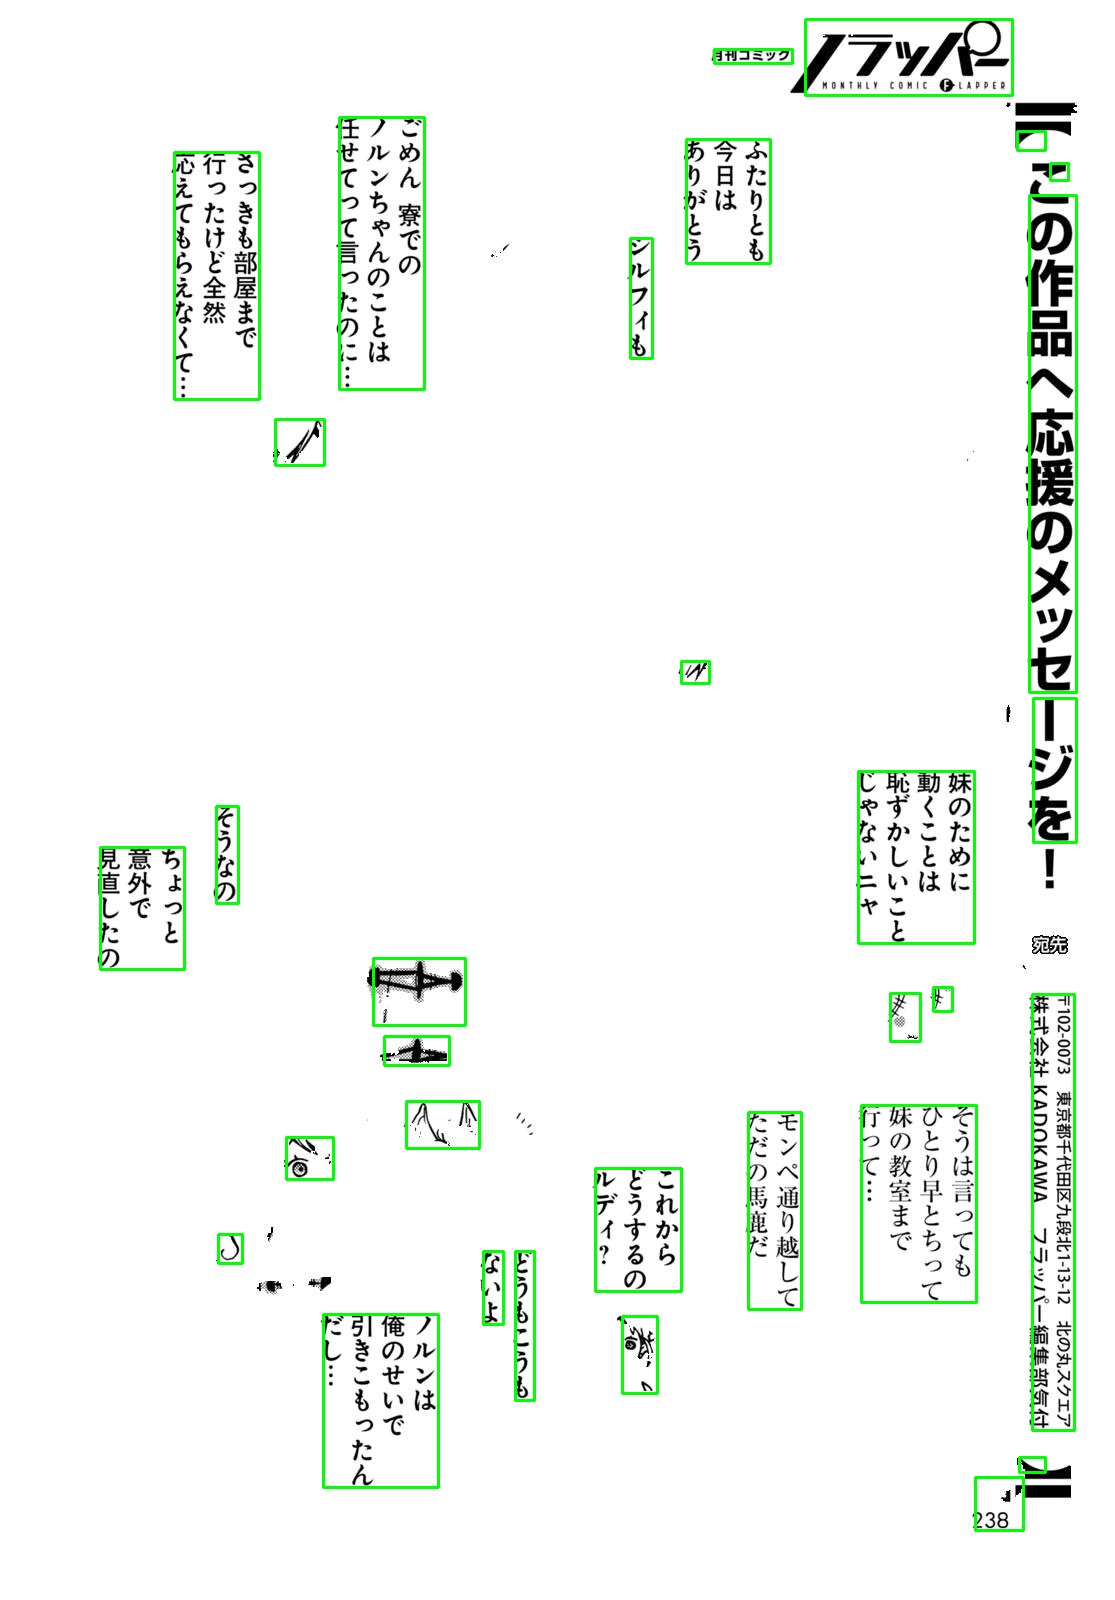 月刊コミック
フラッパー
MONTHLY COMIC FLAPPER
この作品へ応援のメッセージを!
宛先
〒102-0073 東京都千代田区九段北1-13-12 北の丸スクエア
株式会社 KADOKAWA フラッパー編集部気付
ふたりとも
今日は
ありがとう
シルフィも
ごめん 寮での
ノルンちゃんのことは
任せてって言ったのに…
さっきも部屋まで
行ったけど全然
応えてもらえなくて…
妹のために
動くことは
恥ずかしいこと
じゃないニャ
そうなの
ちょっと
意外で
見直したの
そうは言っても
ひとり早とちって
妹の教室まで
行って…
モンペ通り越して
ただの馬鹿だ
これから
どうするの
ルディ?
どうもこうも
ないよ
ノルンは
俺のせいで
引きこもったん
だし…
238